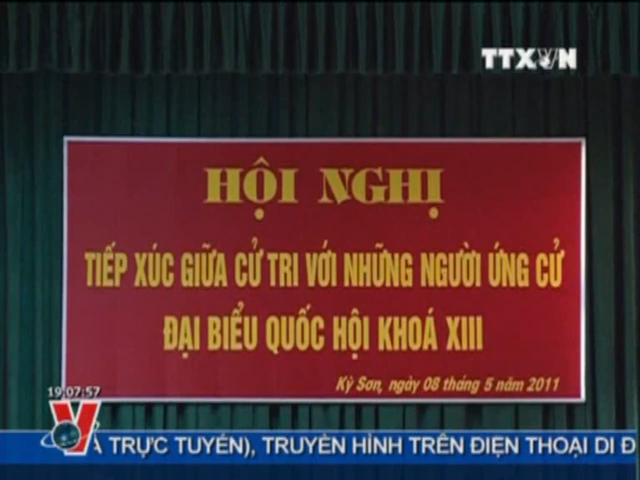 TTXVN
HỘI NGHỊ
TIẾP XÚC GIỮA CỬ TRI VỚI NHỮNG NGƯỜI ỨNG CỬ
ĐẠI BIỂU QUỐC HỘI KHOÁ XIII
Kỳ Sơn, ngày 08 tháng 5 năm 2011
19:07:57
V
À TRỰC TUYẾN), TRUYỀN HÌNH TRÊN ĐIỆN THOẠI DI Đ